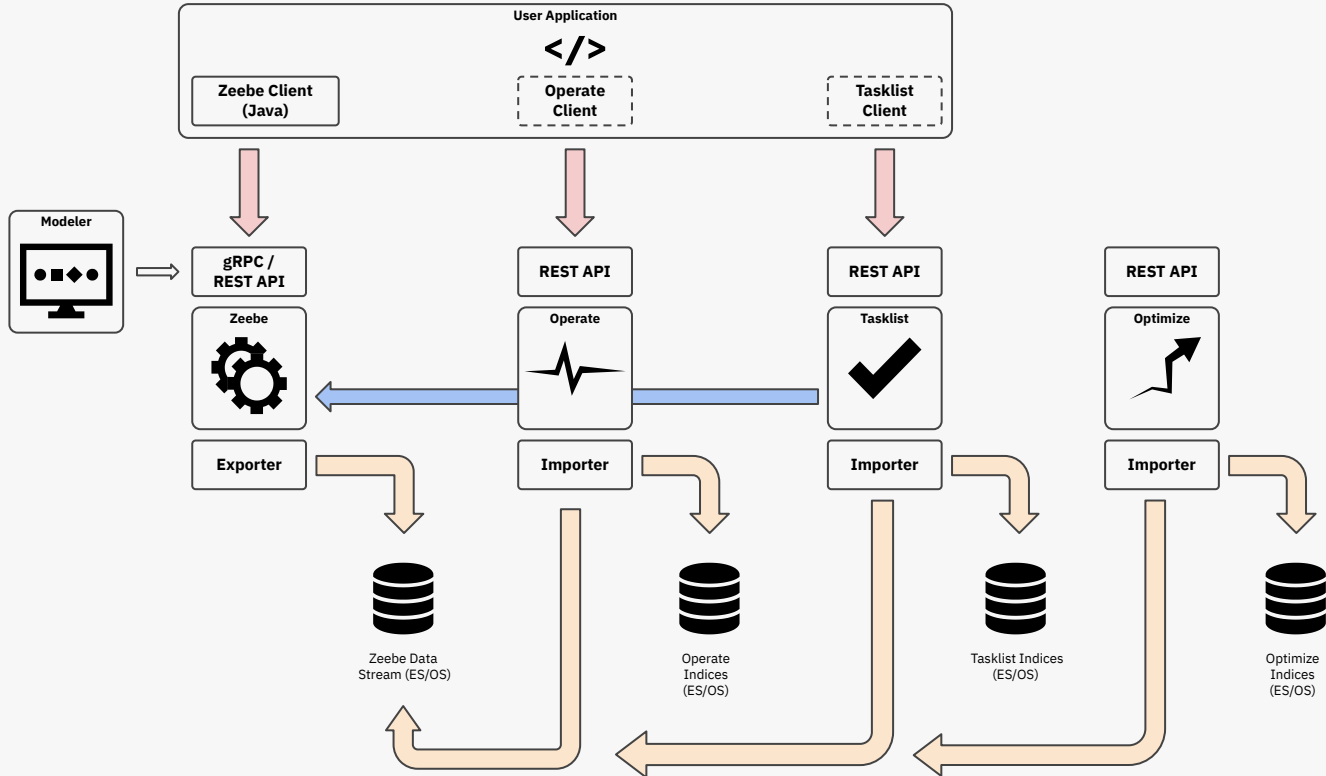 User Application
</>
Zeebe Client
(Java)
Operate
Client
Tasklist
Client
Modeler
gRPC /
REST API
REST API
REST API
REST API
Zeebe
Operate
Tasklist
Optimize
Exporter
Importer
Importer
Importer
Zeebe Data
Stream (ES/OS)
Operate
Indices
(ES/OS)
Tasklist Indices
(ES/OS)
Optimize
Indices
(ES/OS)